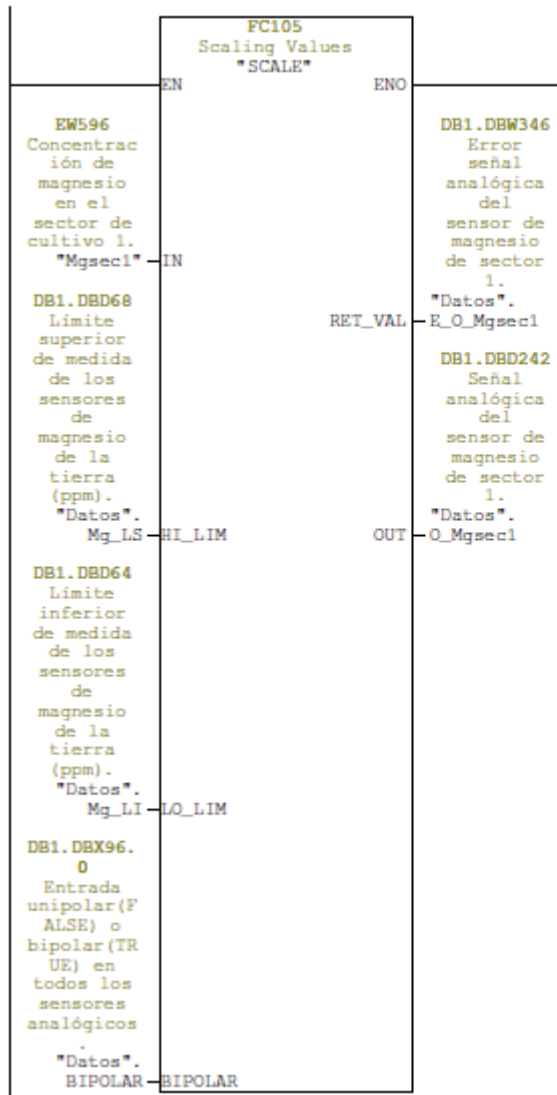 FC105
Scaling Values
"SCALE"
EN
ENO
EW596
Concentrac
ión de
magnesio
en el
sector de
cultivo 1.
"Mgsec1"
IN
DB1.DBD68
Límite
superior
de medida
de los
sensores
de
magnesio
de la
tierra
(ppm).
"Datos".
Mg_LS
HI_LIM
DB1.DBD64
Límite
inferior
de medida
de los
sensores
de
magnesio
de la
tierra
(ppm).
"Datos".
Mg_LI
LO_LIM
DB1.DBX96.
0
Entrada
unipolar(F
ALSE) o
bipolar(TR
UE) en
todos los
sensores
analógicos
.
"Datos".
BIPOLAR
BIPOLAR
DB1.DBW346
Error
señal
analógica
del
sensor de
magnesio
de sector
1.
"Datos".
RET_VAL
E_O_Mgsec1
DB1.DBD242
Señal
analógica
del
sensor de
magnesio
de sector
1.
"Datos".
OUT
O_Mgsec1